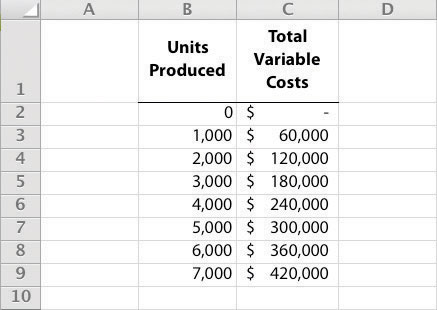 A B C D
1 Units Produced Total Variable Costs
2 0 $ -
3 1,000 $ 60,000
4 2,000 $ 120,000
5 3,000 $ 180,000
6 4,000 $ 240,000
7 5,000 $ 300,000
8 6,000 $ 360,000
9 7,000 $ 420,000
10